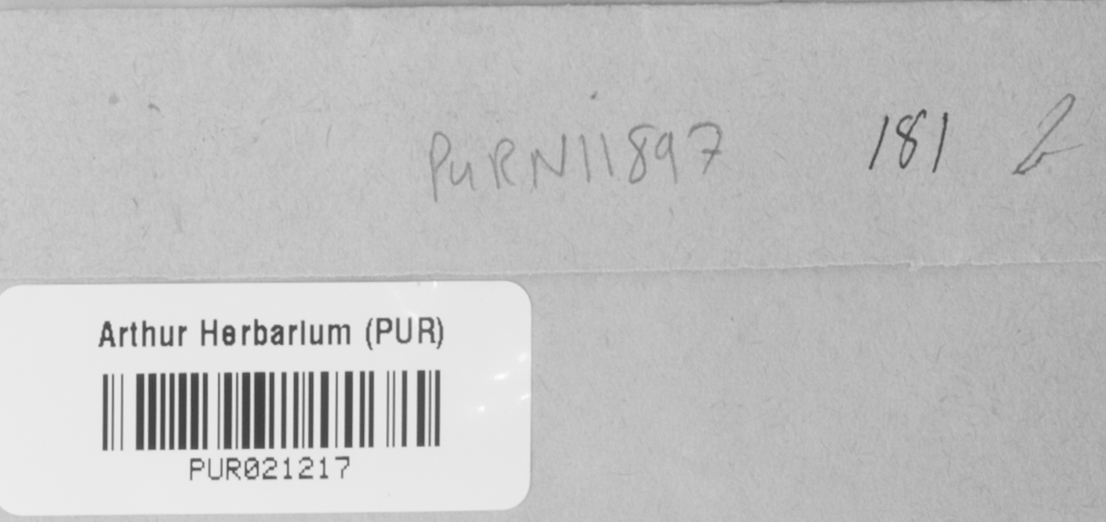 PURN11897 181
Arthur Herbarium (PUR)
PUR021217